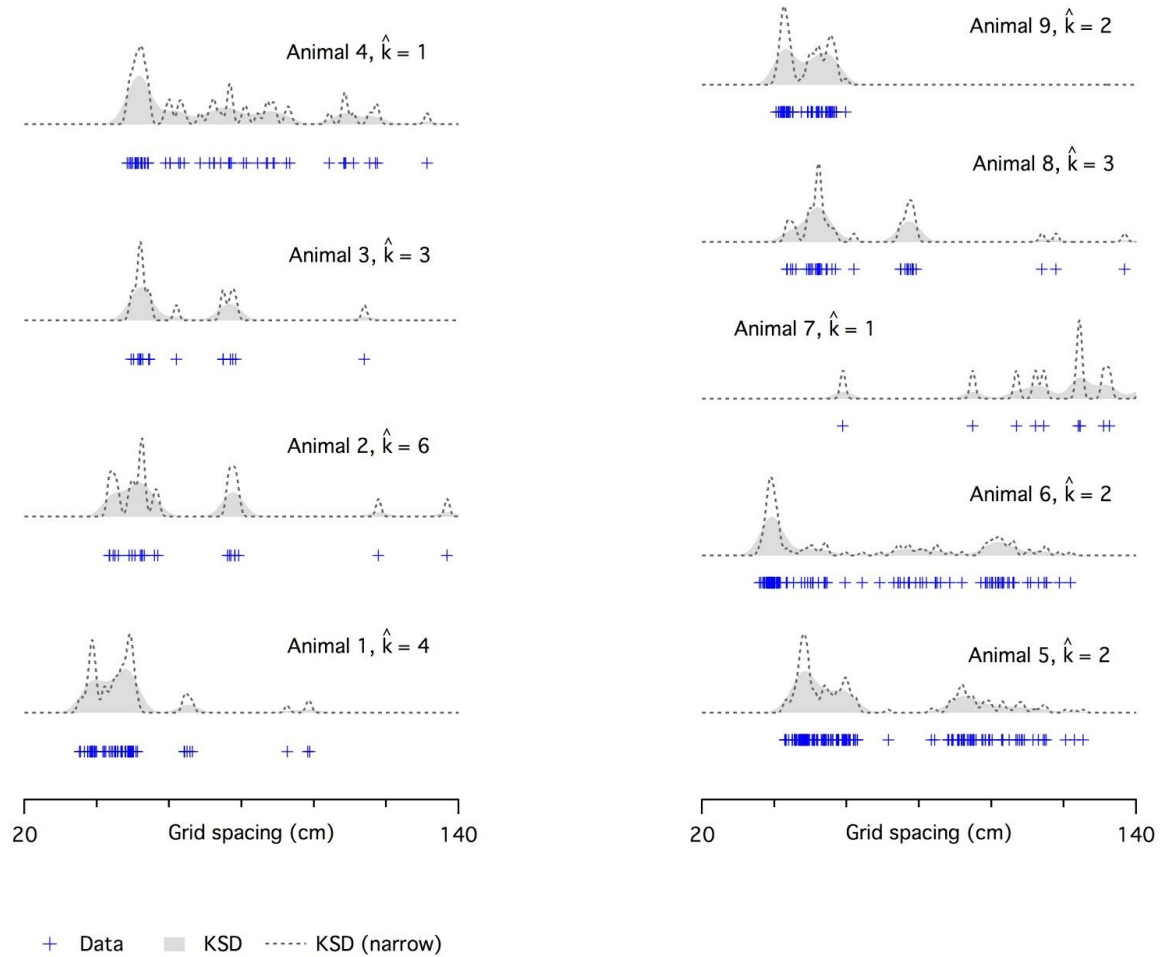 Animal 4, k̂ = 1
Animal 3, k̂ = 3
Animal 2, k̂ = 6
Animal 1, k̂ = 4
20 Grid spacing (cm) 140
Animal 9, k̂ = 2
Animal 8, k̂ = 3
Animal 7, k̂ = 1
Animal 6, k̂ = 2
Animal 5, k̂ = 2
20 Grid spacing (cm) 140
Data KSD KSD (narrow)